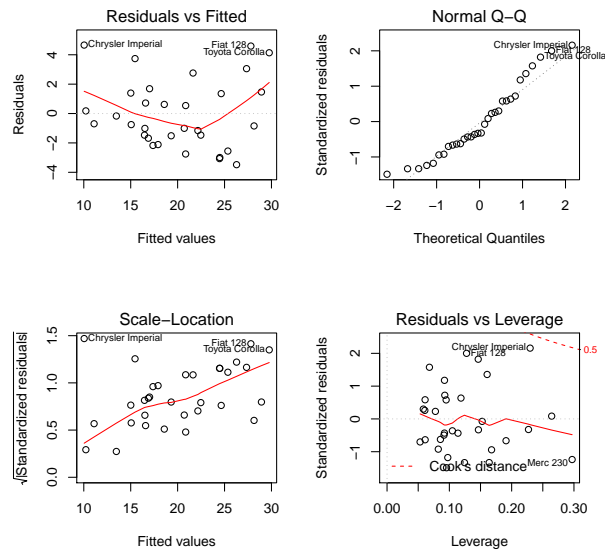 Residuals vs Fitted
Residuals
−4 −2 0 2 4
Chrysler Imperial
Fiat 128
Toyota Corolla
10 15 20 25 30
Fitted values
Normal Q−Q
Standardized residuals
−1 0 1 2
Chrysler Imperial
Fiat 128
Toyota Corolla
−2 −1 0 1 2
Theoretical Quantiles
Scale−Location
√|Standardized residuals|
0.0 0.5 1.0 1.5
Chrysler Imperial
Fiat 128
Toyota Corolla
10 15 20 25 30
Fitted values
Residuals vs Leverage
Standardized residuals
−1 0 1 2
Chrysler Imperial
Fiat 128
0.5
Merc 230
Cook's distance
0.00 0.10 0.20 0.30
Leverage